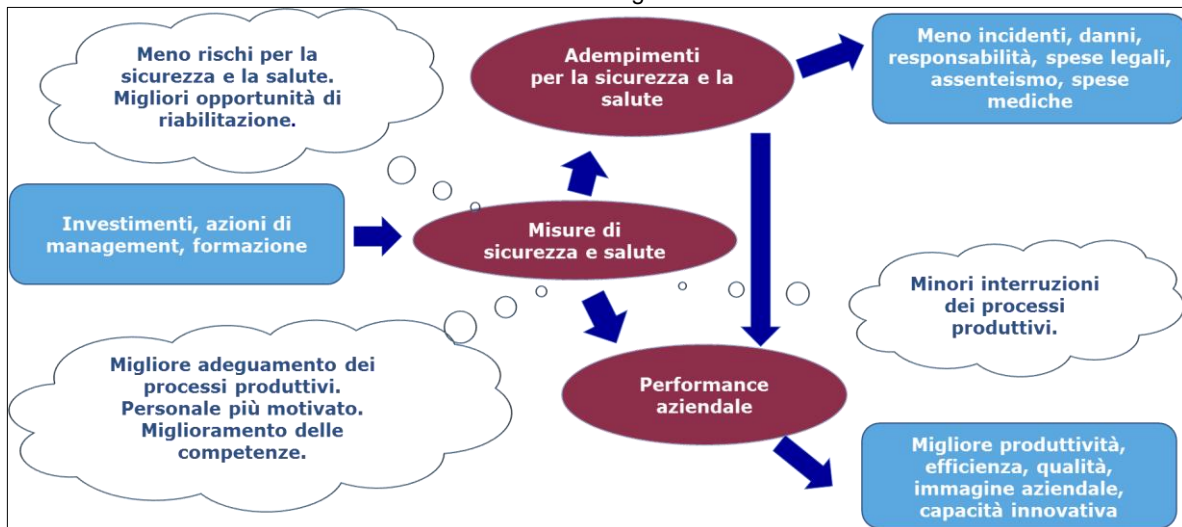 Meno rischi per la
sicurezza e la salute.
Migliori opportunità di
riabilitazione.
Adempimenti
per la sicurezza e la
salute
Meno incidenti, danni,
responsabilità, spese legali,
assenteismo, spese
mediche
Investimenti, azioni di
management, formazione
Misure di
sicurezza e salute
Minori interruzioni
dei processi
produttivi.
Migliore adeguamento dei
processi produttivi.
Personale più motivato.
Miglioramento delle
competenze.
Performance
aziendale
Migliore produttività,
efficienza, qualità,
immagine aziendale,
capacità innovativa